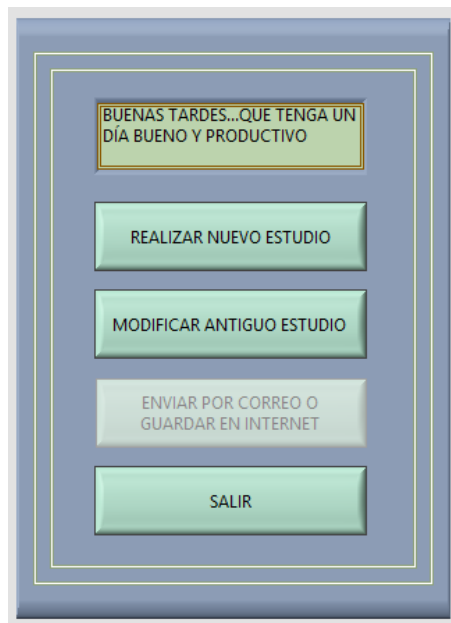 BUENAS TARDES...QUE TENGA UN
DÍA BUENO Y PRODUCTIVO
REALIZAR NUEVO ESTUDIO
MODIFICAR ANTIGUO ESTUDIO
ENVIAR POR CORREO O
GUARDAR EN INTERNET
SALIR